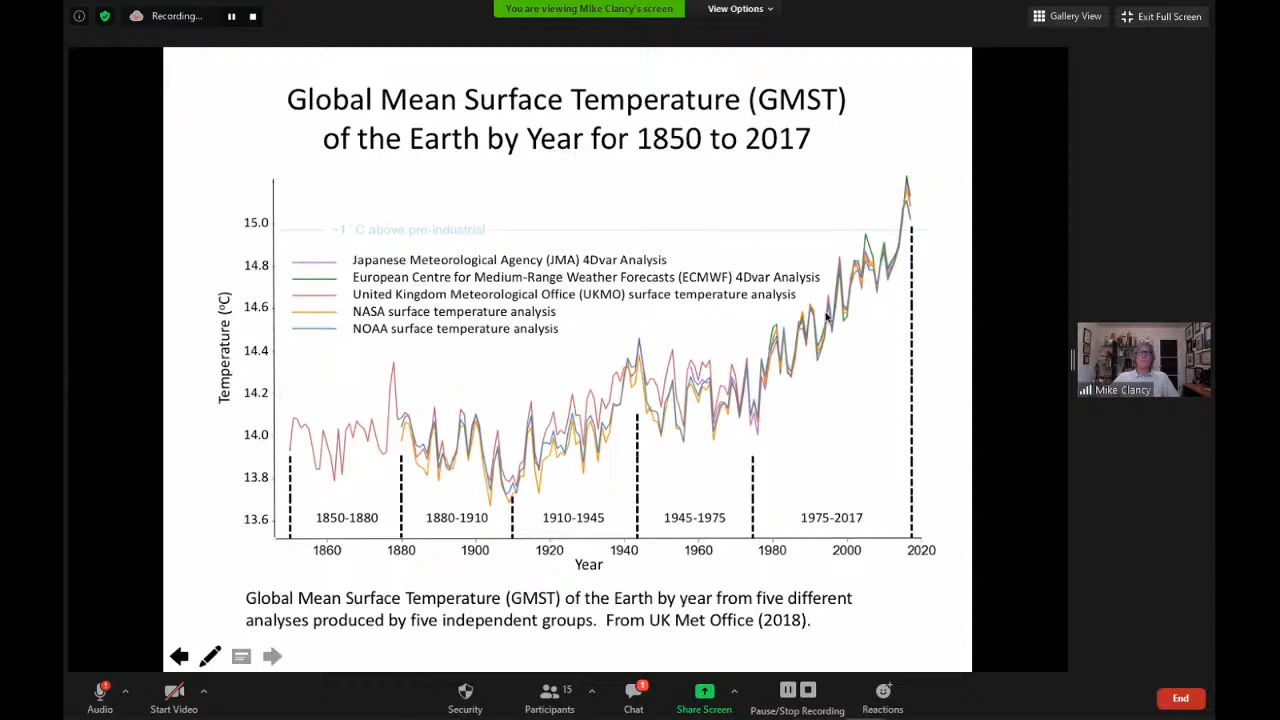 Recording...
You are viewing Mike Clancy's screen
View Options
Gallery View
Exit Full Screen
Global Mean Surface Temperature (GMST)
of the Earth by Year for 1850 to 2017
~1°C above pre-industrial
Japanese Meteorological Agency (JMA) 4Dvar Analysis
European Centre for Medium-Range Weather Forecasts (ECMWF) 4Dvar Analysis
United Kingdom Meteorological Office (UKMO) surface temperature analysis
NASA surface temperature analysis
NOAA surface temperature analysis
Temperature (°C)
15.0
14.8
14.6
14.4
14.2
14.0
13.8
13.6
1850-1880
1880-1910
1910-1945
1945-1975
1975-2017
1860
1880
1900
1920
1940
1960
1980
2000
2020
Year
Global Mean Surface Temperature (GMST) of the Earth by year from five different
analyses produced by five independent groups. From UK Met Office (2018).
Mike Clancy
Audio
Start Video
Security
Participants
15
Chat
1
Share Screen
Pause/Stop Recording
Reactions
End